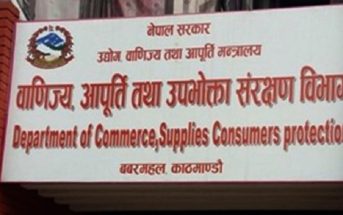 नेपाल सरकार
उद्योग, वाणिज्य तथा आपूर्ति मन्त्रालय
वाणिज्य, आपूर्ति तथा उपभोक्ता संरक्षण विभाग
Department of Commerce,Supplies Consumers protection
बबरमहल, काठमाण्डौ